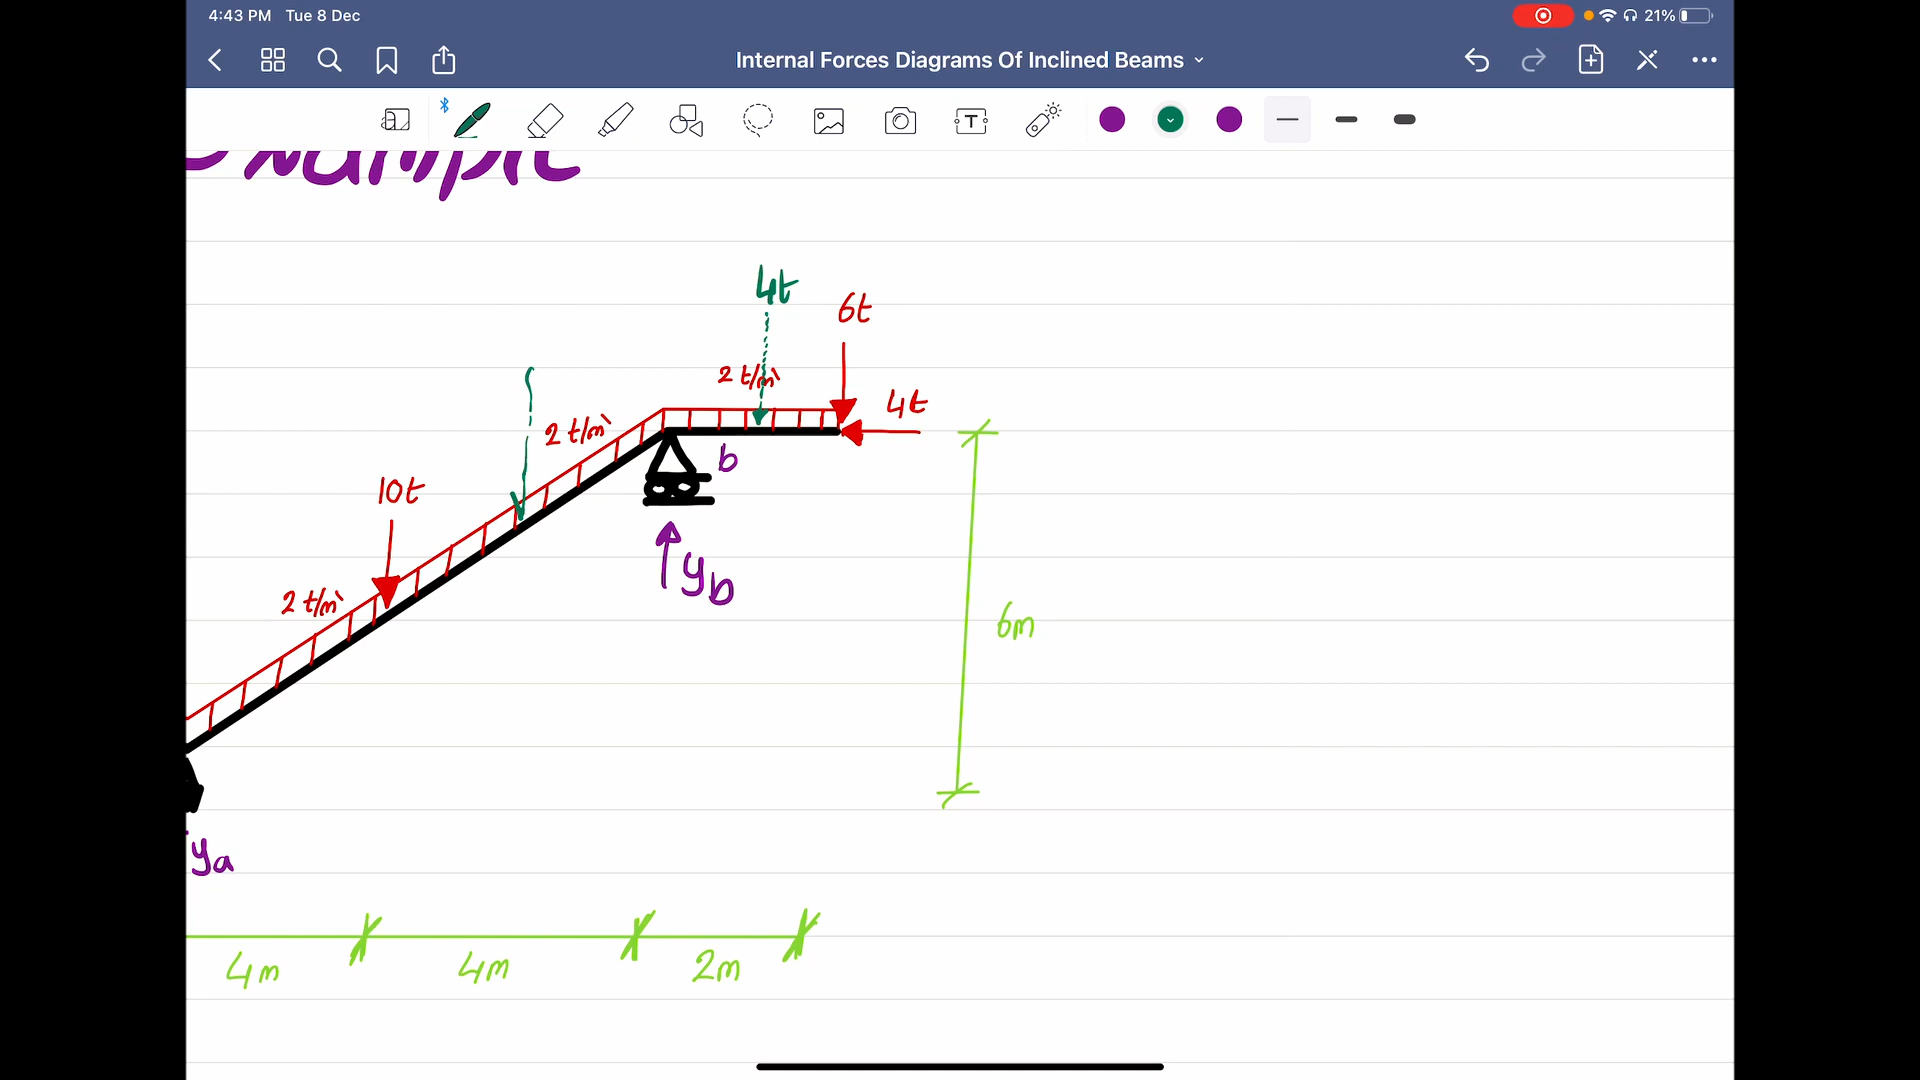 4:43 PM Tue 8 Dec
21%
Internal Forces Diagrams Of Inclined Beams
T
Example
4t
6t
2 t/m`
4t
2 t/m`
b
10t
yb
2 t/m`
6m
ya
4m 4m 2m